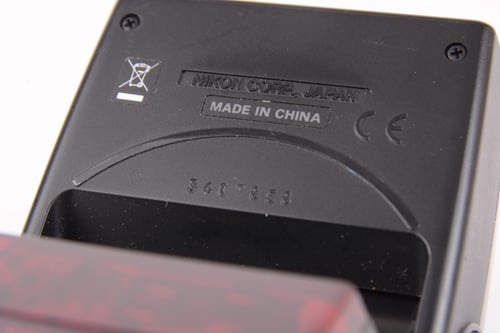 NIKON CORP., JAPAN
MADE IN CHINA
CE